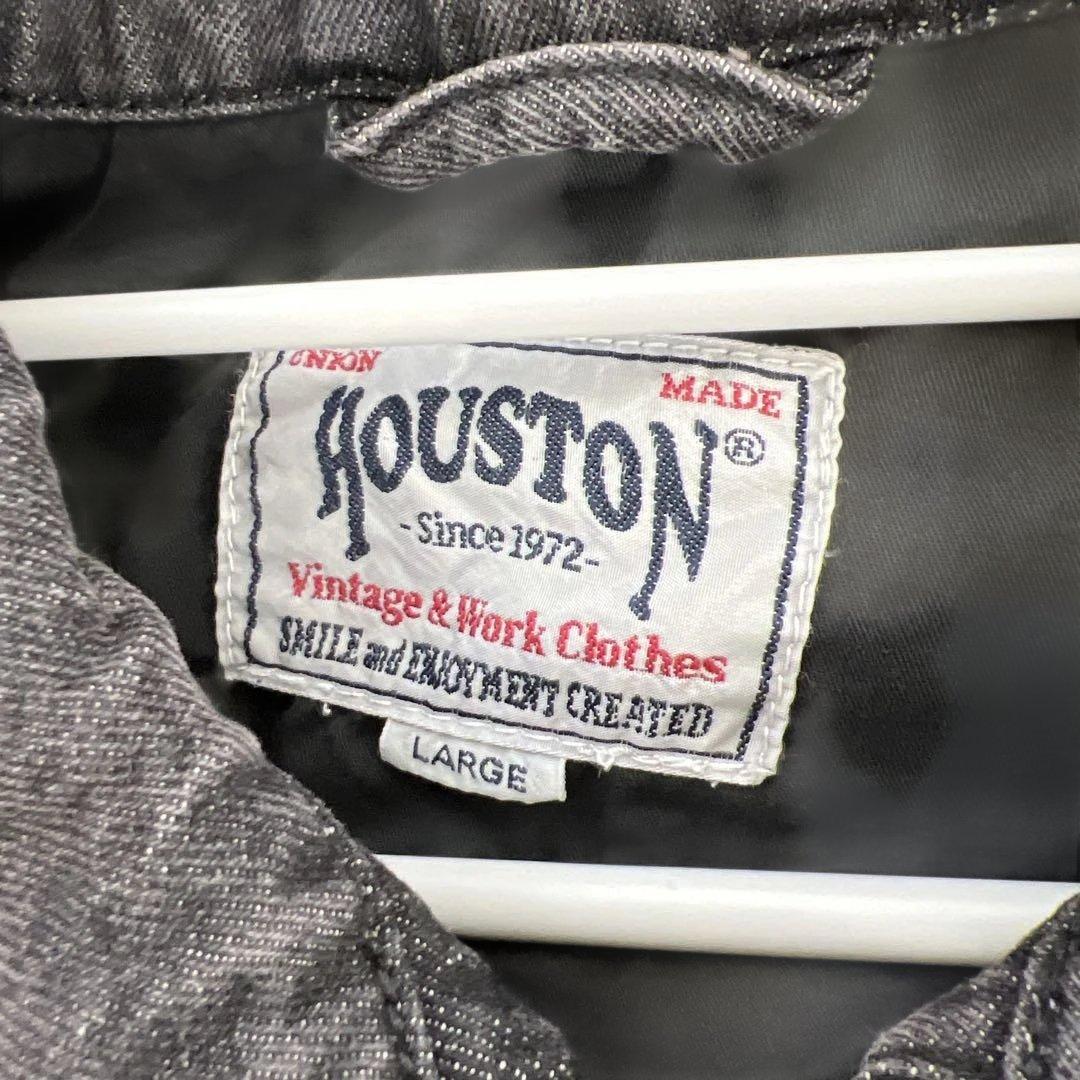 UNION MADE
HOUSTON®
-Since 1972-
Vintage & Work Clothes
SMILE and ENJOYMENT CREATED
LARGE